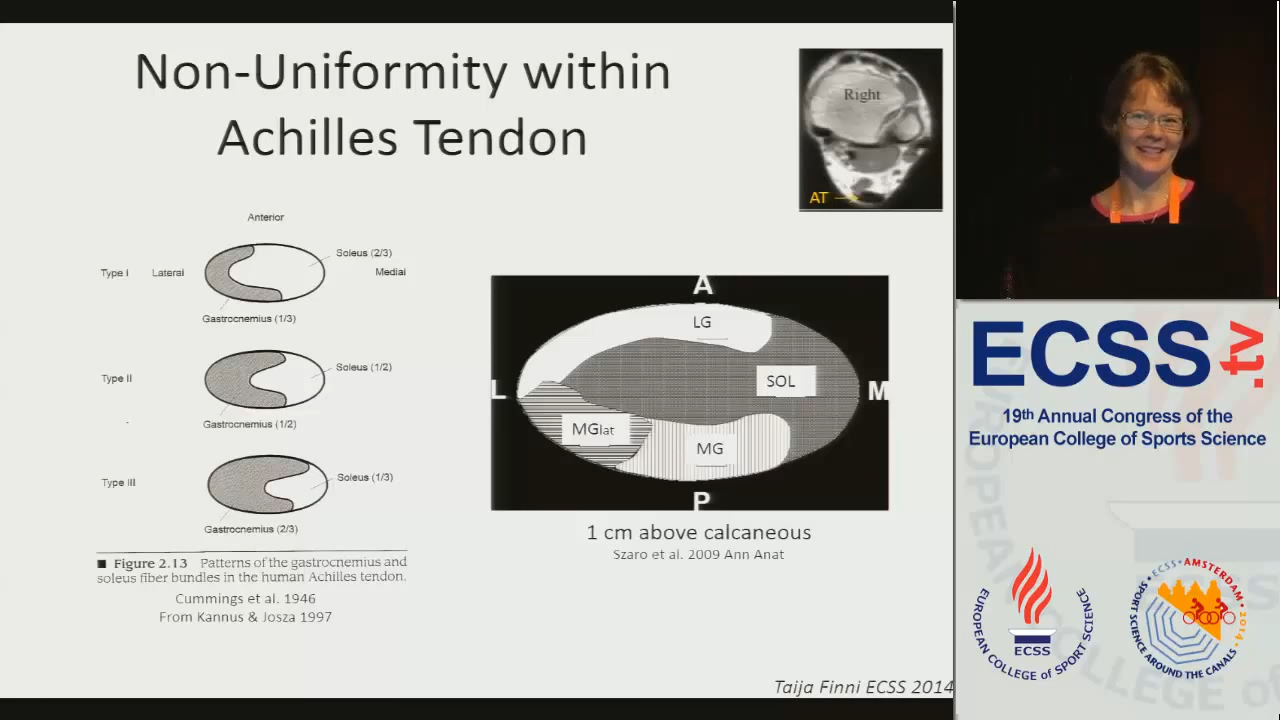 Non-Uniformity within
Achilles Tendon
Right
AT
Anterior
Soleus (2/3)
Type I
Lateral
Medial
Gastrocnemius (1/3)
Soleus (1/2)
Type II
Gastrocnemius (1/2)
Soleus (1/3)
Type III
Gastrocnemius (2/3)
■ Figure 2.13 Patterns of the gastrocnemius and
soleus fiber bundles in the human Achilles tendon.
Cummings et al. 1946
From Kannus & Josza 1997
A
LG
L
SOL
M
MGlat
MG
P
1 cm above calcaneous
Szaro et al. 2009 Ann Anat
Taija Finni ECSS 2014
ECSS.tv
19th Annual Congress of the
European College of Sports Science
EUROPEAN COLLEGE of SPORT SCIENCE
ECSS
ECSS • AMSTERDAM • 2014 •
SPORT SCIENCE AROUND THE CANALS